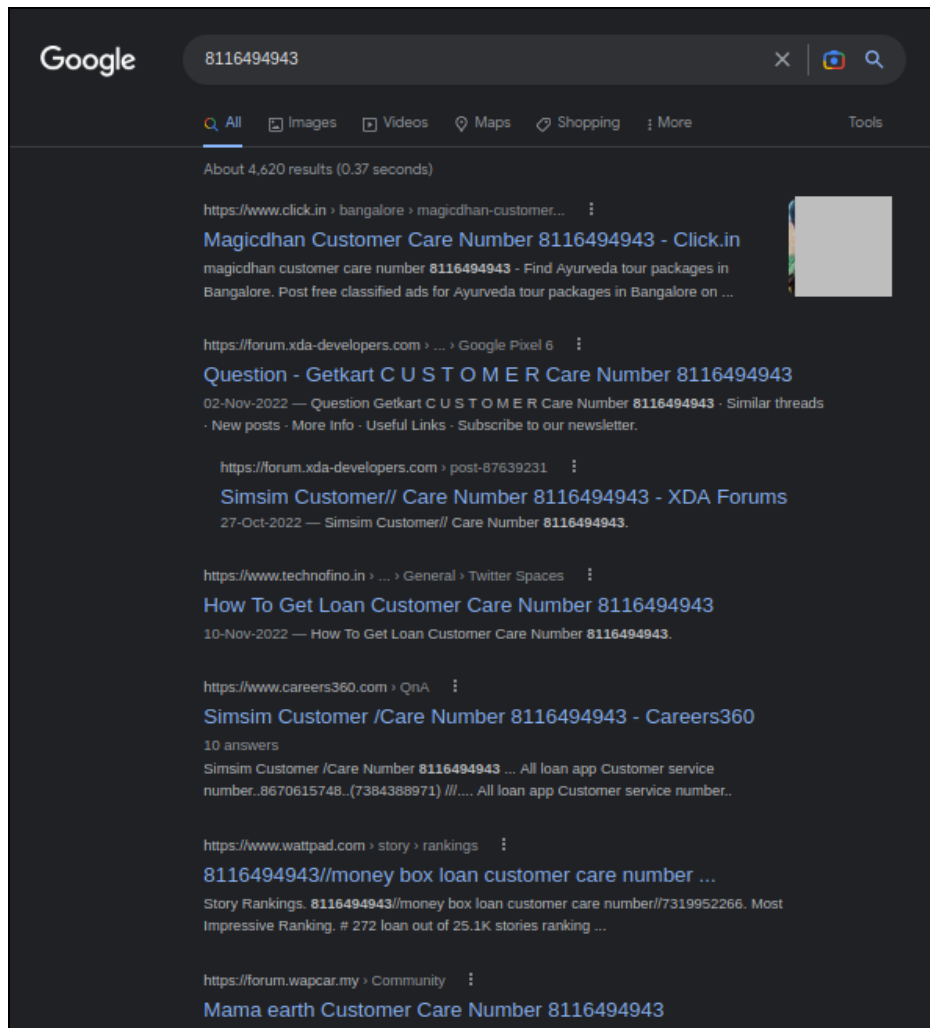 Google
8116494943
All Images Videos Maps Shopping More Tools
About 4,620 results (0.37 seconds)
https://www.click.in › bangalore › magicdhan-customer...
Magicdhan Customer Care Number 8116494943 - Click.in
magicdhan customer care number 8116494943 - Find Ayurveda tour packages in
Bangalore. Post free classified ads for Ayurveda tour packages in Bangalore on ...
https://forum.xda-developers.com › ... › Google Pixel 6
Question - Getkart C U S T O M E R Care Number 8116494943
02-Nov-2022 — Question Getkart C U S T O M E R Care Number 8116494943 · Similar threads
· New posts · More Info · Useful Links · Subscribe to our newsletter.
https://forum.xda-developers.com › post-87639231
Simsim Customer// Care Number 8116494943 - XDA Forums
27-Oct-2022 — Simsim Customer// Care Number 8116494943.
https://www.technofino.in › ... › General › Twitter Spaces
How To Get Loan Customer Care Number 8116494943
10-Nov-2022 — How To Get Loan Customer Care Number 8116494943.
https://www.careers360.com › QnA
Simsim Customer /Care Number 8116494943 - Careers360
10 answers
Simsim Customer /Care Number 8116494943 ... All loan app Customer service
number..8670615748..(7384388971) ///.... All loan app Customer service number..
https://www.wattpad.com › story › rankings
8116494943//money box loan customer care number ...
Story Rankings. 8116494943//money box loan customer care number//7319952266. Most
Impressive Ranking. # 272 loan out of 25.1K stories ranking ...
https://forum.wapcar.my › Community
Mama earth Customer Care Number 8116494943